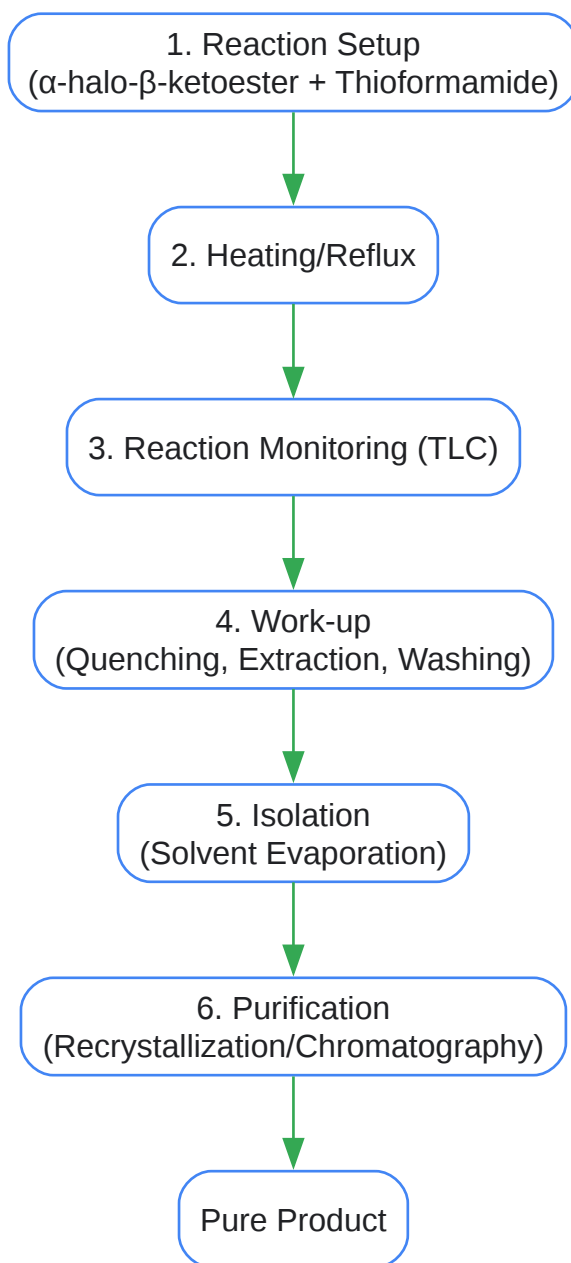 1. Reaction Setup
(α-halo-β-ketoester + Thioformamide)
2. Heating/Reflux
3. Reaction Monitoring (TLC)
4. Work-up
(Quenching, Extraction, Washing)
5. Isolation
(Solvent Evaporation)
6. Purification
(Recrystallization/Chromatography)
Pure Product